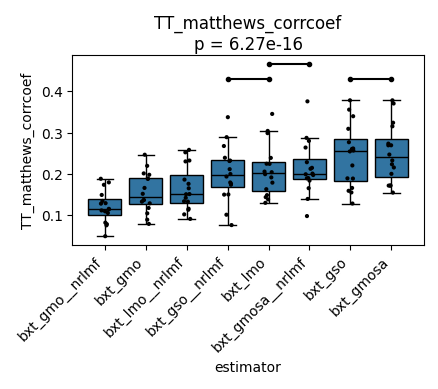 TT_matthews_corrcoef
p = 6.27e-16
TT_matthews_corrcoef
0.4
0.3
0.2
0.1
bxt_gmo__nrlmf
bxt_gmo
bxt_lmo__nrlmf
bxt_gso__nrlmf
bxt_lmo
bxt_gmosa__nrlmf
bxt_gso
bxt_gmosa
estimator